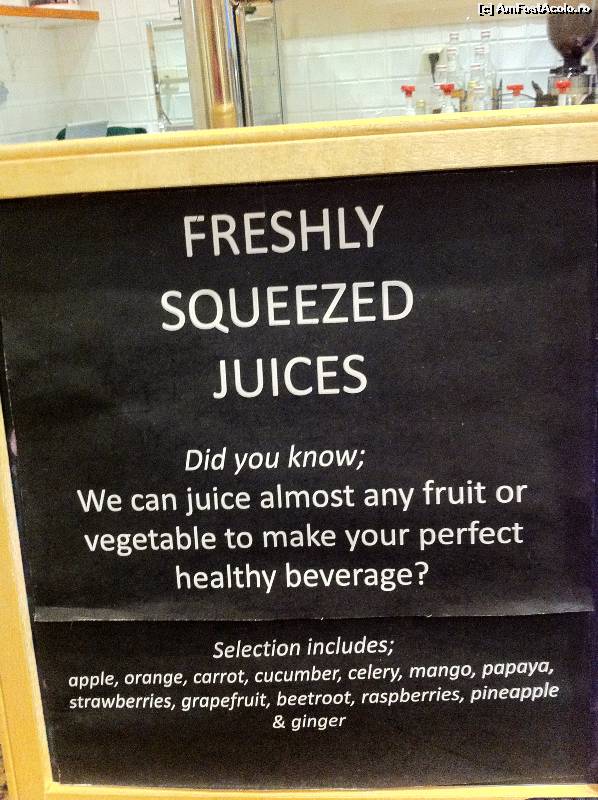 [c] AmFostAcolo.ro
FRESHLY
SQUEEZED
JUICES
Did you know;
We can juice almost any fruit or
vegetable to make your perfect
healthy beverage?
Selection includes;
apple, orange, carrot, cucumber, celery, mango, papaya,
strawberries, grapefruit, beetroot, raspberries, pineapple
& ginger